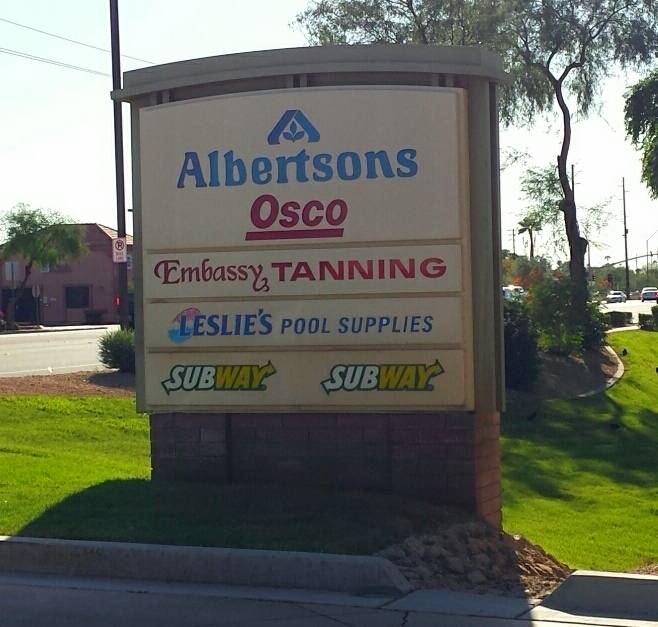 Albertsons
Osco
Embassy TANNING
LESLIE'S POOL SUPPLIES
SUBWAY SUBWAY